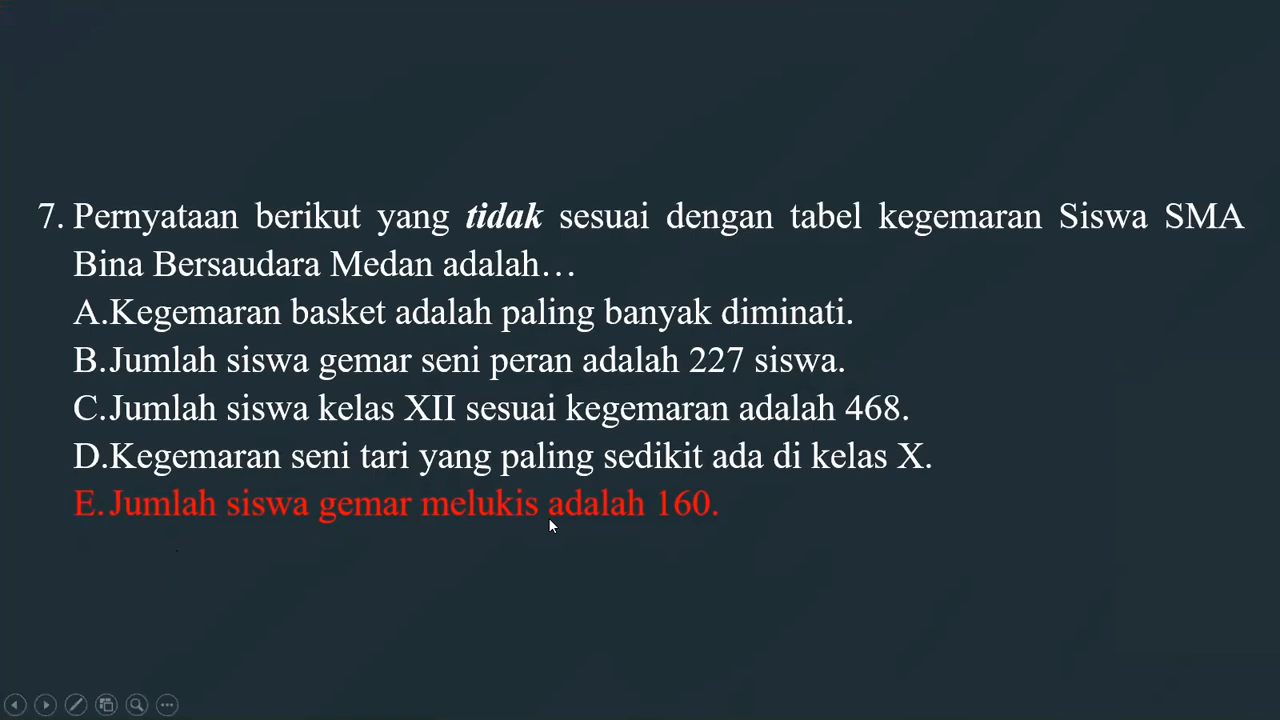 7. Pernyataan berikut yang tidak sesuai dengan tabel kegemaran Siswa SMA
Bina Bersaudara Medan adalah…
A.Kegemaran basket adalah paling banyak diminati.
B.Jumlah siswa gemar seni peran adalah 227 siswa.
C.Jumlah siswa kelas XII sesuai kegemaran adalah 468.
D.Kegemaran seni tari yang paling sedikit ada di kelas X.
E.Jumlah siswa gemar melukis adalah 160.